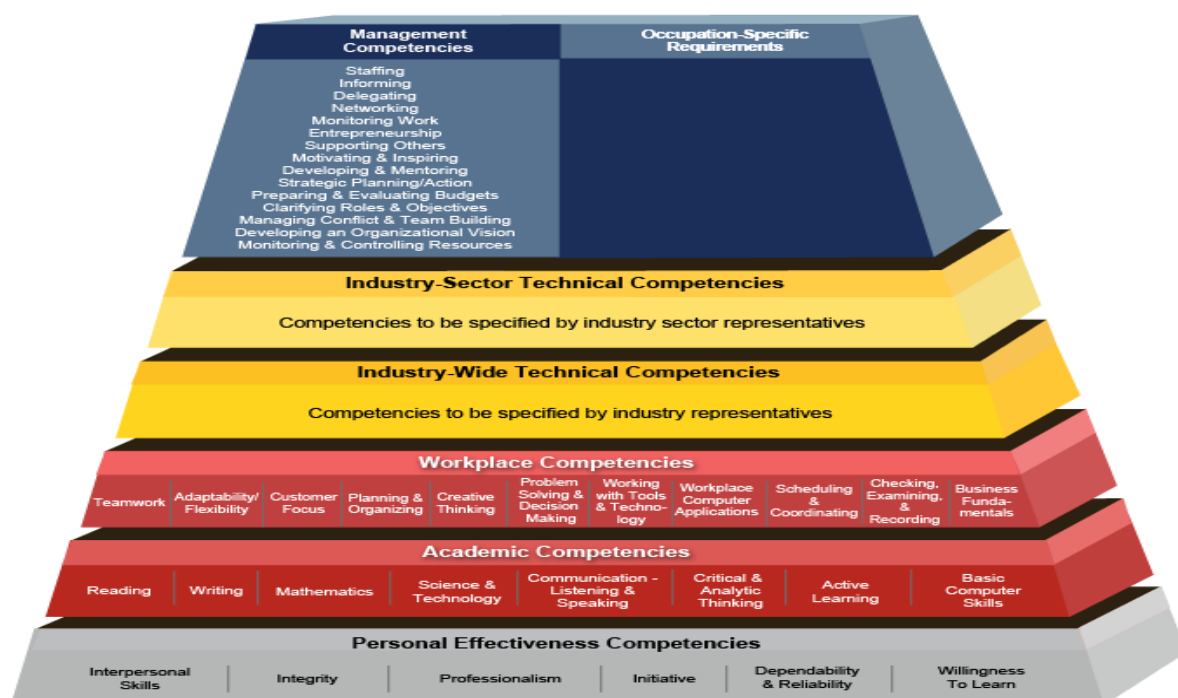 Management
Competencies
Occupation-Specific
Requirements
Staffing
Informing
Delegating
Networking
Monitoring Work
Entrepreneurship
Supporting Others
Motivating & Inspiring
Developing & Mentoring
Strategic Planning/Action
Preparing & Evaluating Budgets
Clarifying Roles & Objectives
Managing Conflict & Team Building
Developing an Organizational Vision
Monitoring & Controlling Resources
Industry-Sector Technical Competencies
Competencies to be specified by industry sector representatives
Industry-Wide Technical Competencies
Competencies to be specified by industry representatives
Workplace Competencies
Teamwork
Adaptability/
Flexibility
Customer
Focus
Planning &
Organizing
Creative
Thinking
Problem
Solving &
Decision
Making
Working
with Tools
& Techno-
logy
Workplace
Computer
Applications
Scheduling
&
Coordinating
Checking,
Examining,
&
Recording
Business
Funda-
mentals
Academic Competencies
Reading
Writing
Mathematics
Science &
Technology
Communication -
Listening &
Speaking
Critical &
Analytic
Thinking
Active
Learning
Basic
Computer
Skills
Personal Effectiveness Competencies
Interpersonal
Skills
Integrity
Professionalism
Initiative
Dependability
& Reliability
Willingness
To Learn